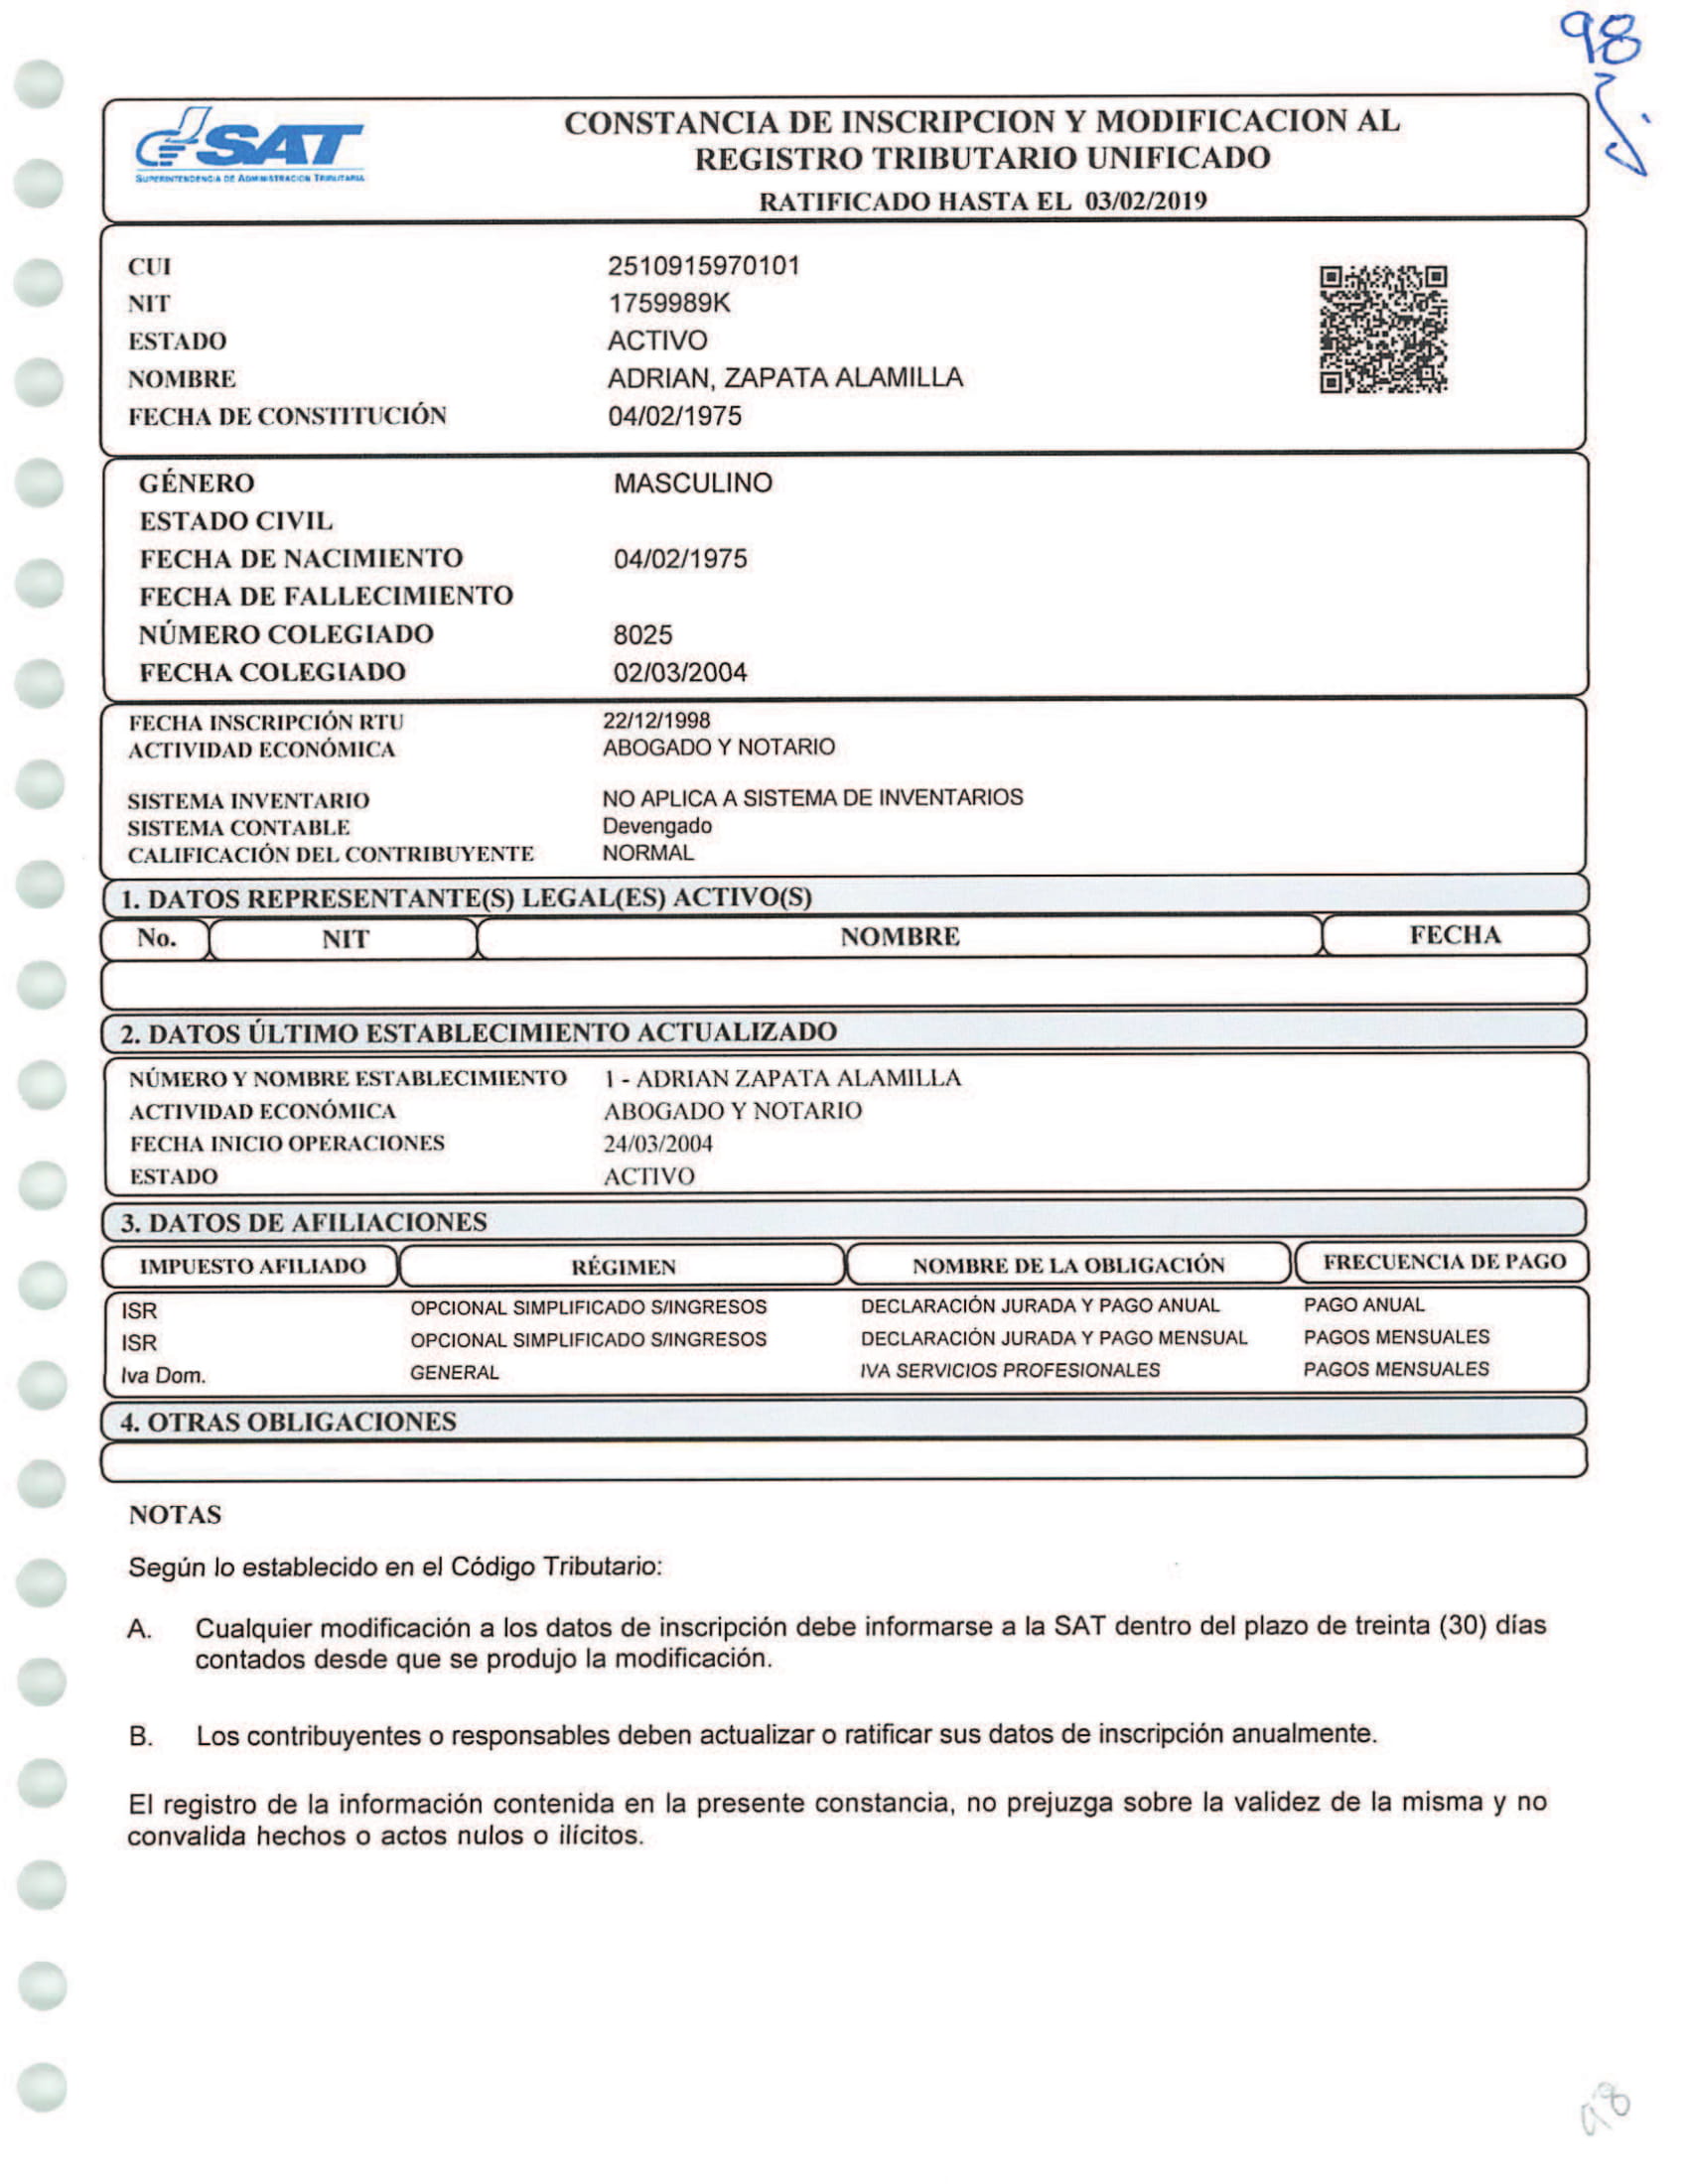 98
SAT
SUPERINTENDENCIA DE ADMINISTRACION TRIBUTARIA
CONSTANCIA DE INSCRIPCION Y MODIFICACION AL
REGISTRO TRIBUTARIO UNIFICADO
RATIFICADO HASTA EL 03/02/2019
CUI 2510915970101
NIT 1759989K
ESTADO ACTIVO
NOMBRE ADRIAN, ZAPATA ALAMILLA
FECHA DE CONSTITUCIÓN 04/02/1975
GÉNERO MASCULINO
ESTADO CIVIL
FECHA DE NACIMIENTO 04/02/1975
FECHA DE FALLECIMIENTO
NÚMERO COLEGIADO 8025
FECHA COLEGIADO 02/03/2004
FECHA INSCRIPCIÓN RTU 22/12/1998
ACTIVIDAD ECONÓMICA ABOGADO Y NOTARIO
SISTEMA INVENTARIO NO APLICA A SISTEMA DE INVENTARIOS
SISTEMA CONTABLE Devengado
CALIFICACIÓN DEL CONTRIBUYENTE NORMAL
1. DATOS REPRESENTANTE(S) LEGAL(ES) ACTIVO(S)
No. NIT NOMBRE FECHA
2. DATOS ÚLTIMO ESTABLECIMIENTO ACTUALIZADO
NÚMERO Y NOMBRE ESTABLECIMIENTO 1 - ADRIAN ZAPATA ALAMILLA
ACTIVIDAD ECONÓMICA ABOGADO Y NOTARIO
FECHA INICIO OPERACIONES 24/03/2004
ESTADO ACTIVO
3. DATOS DE AFILIACIONES
IMPUESTO AFILIADO RÉGIMEN NOMBRE DE LA OBLIGACIÓN FRECUENCIA DE PAGO
ISR OPCIONAL SIMPLIFICADO S/INGRESOS DECLARACIÓN JURADA Y PAGO ANUAL PAGO ANUAL
ISR OPCIONAL SIMPLIFICADO S/INGRESOS DECLARACIÓN JURADA Y PAGO MENSUAL PAGOS MENSUALES
Iva Dom. GENERAL IVA SERVICIOS PROFESIONALES PAGOS MENSUALES
4. OTRAS OBLIGACIONES
NOTAS
Según lo establecido en el Código Tributario:
A. Cualquier modificación a los datos de inscripción debe informarse a la SAT dentro del plazo de treinta (30) días
contados desde que se produjo la modificación.
B. Los contribuyentes o responsables deben actualizar o ratificar sus datos de inscripción anualmente.
El registro de la información contenida en la presente constancia, no prejuzga sobre la validez de la misma y no
convalida hechos o actos nulos o ilícitos.
98